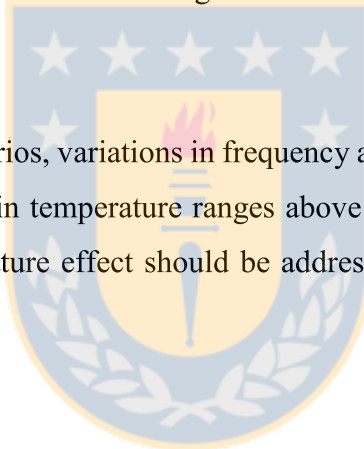 rios, variations in frequency a
in temperature ranges above
ture effect should be addres